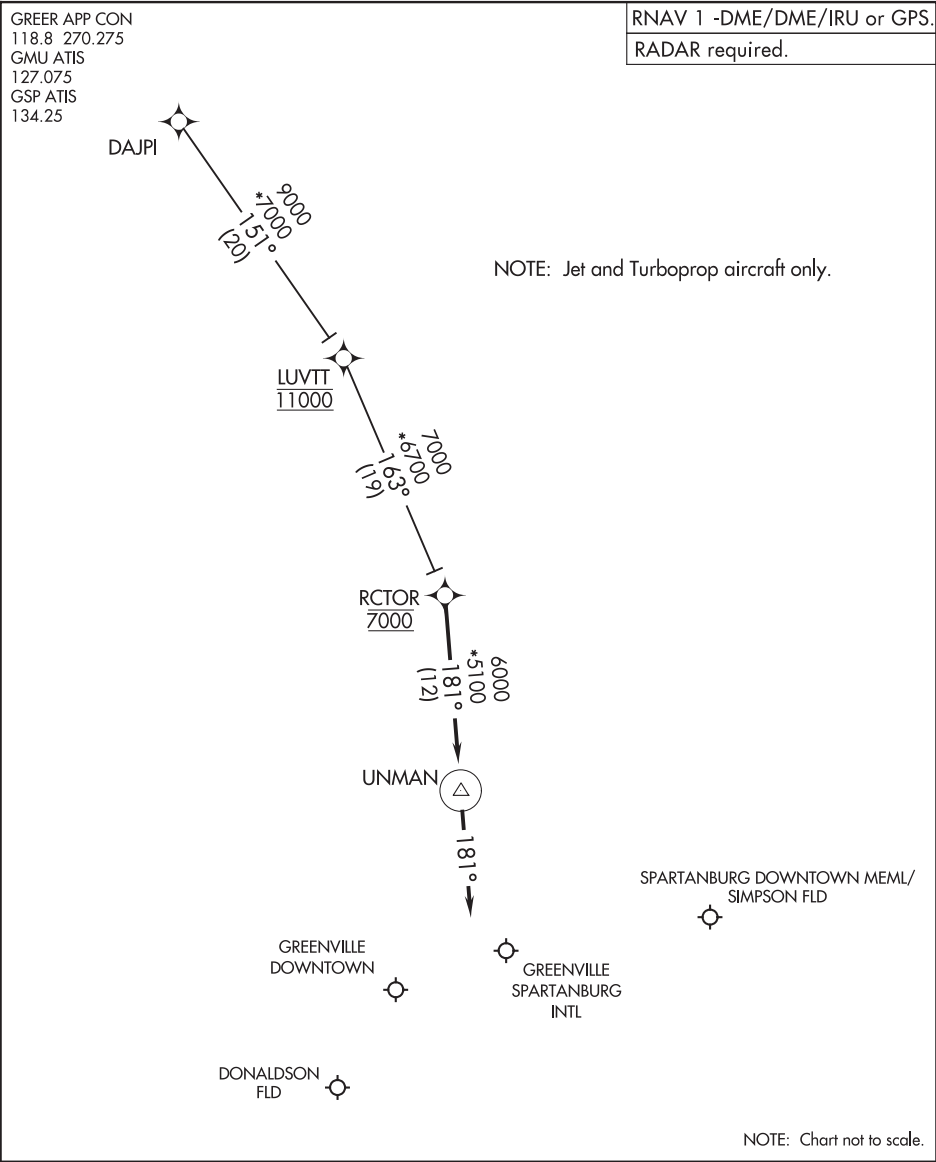 GREER APP CON
118.8 270.275
GMU ATIS
127.075
GSP ATIS
134.25
RNAV 1 -DME/DME/IRU or GPS.
RADAR required.
DAJPI
9000
*7000
151°
(20)
NOTE: Jet and Turboprop aircraft only.
LUVTT
11000
7000
*6700
163°
(19)
RCTOR
7000
6000
*5100
181°
(12)
UNMAN
181°
SPARTANBURG DOWNTOWN MEML/
SIMPSON FLD
GREENVILLE
DOWNTOWN
GREENVILLE
SPARTANBURG
INTL
DONALDSON
FLD
NOTE: Chart not to scale.